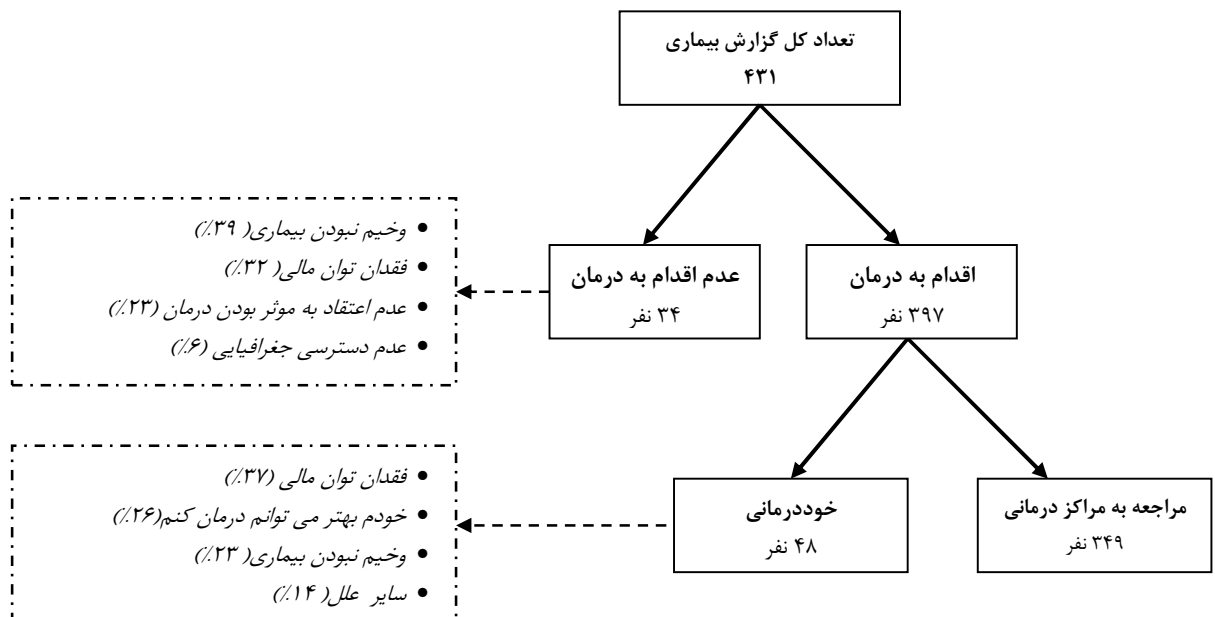 تعداد کل گزارش بیماری
۴۳۱
اقدام به درمان
۳۹۷ نفر
عدم اقدام به درمان
۳۴ نفر
• وخیم نبودن بیماری( ۳۹٪)
• فقدان توان مالی( ۳۲٪)
• عدم اعتقاد به موثر بودن درمان (۲۳٪)
• عدم دسترسی جغرافیایی (۶٪)
مراجعه به مراکز درمانی
۳۴۹ نفر
خوددرمانی
۴۸ نفر
• فقدان توان مالی (۳۷٪)
• خودم بهتر می توانم درمان کنم(۲۶٪)
• وخیم نبودن بیماری( ۲۳٪)
• سایر علل( ۱۴٪)